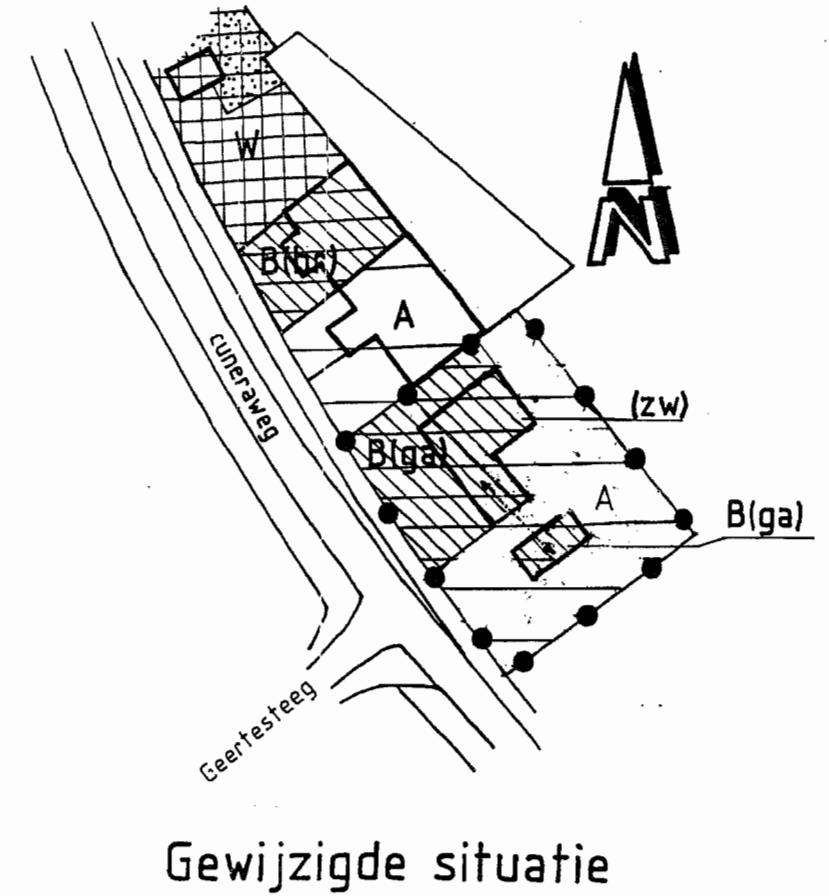 W
N
B(br)
A
cuneraweg
(zw)
B(ga)
A
B(ga)
Geertesteeg
Gewijzigde situatie